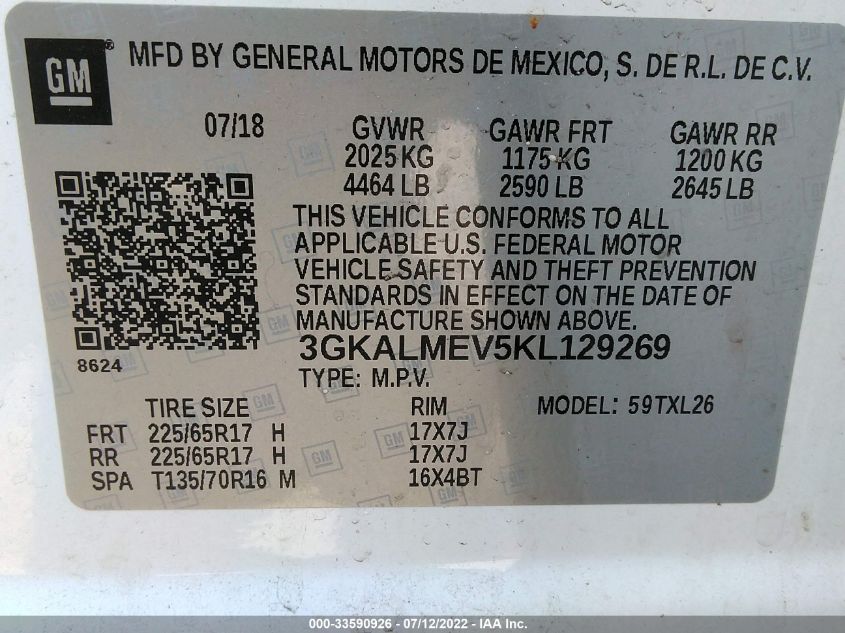 GM ® MFD BY GENERAL MOTORS DE MEXICO, S. DE R.L. DE C.V.
07/18 GVWR GAWR FRT GAWR RR
2025 KG 1175 KG 1200 KG
4464 LB 2590 LB 2645 LB
THIS VEHICLE CONFORMS TO ALL
APPLICABLE U.S. FEDERAL MOTOR
VEHICLE SAFETY AND THEFT PREVENTION
STANDARDS IN EFFECT ON THE DATE OF
MANUFACTURE SHOWN ABOVE.
8624 3GKALMEV5KL129269
TYPE: M.P.V.
TIRE SIZE RIM MODEL: 59TXL26
FRT 225/65R17 H 17X7J
RR 225/65R17 H 17X7J
SPA T135/70R16 M 16X4BT
000-33590926 - 07/12/2022 - IAA Inc.